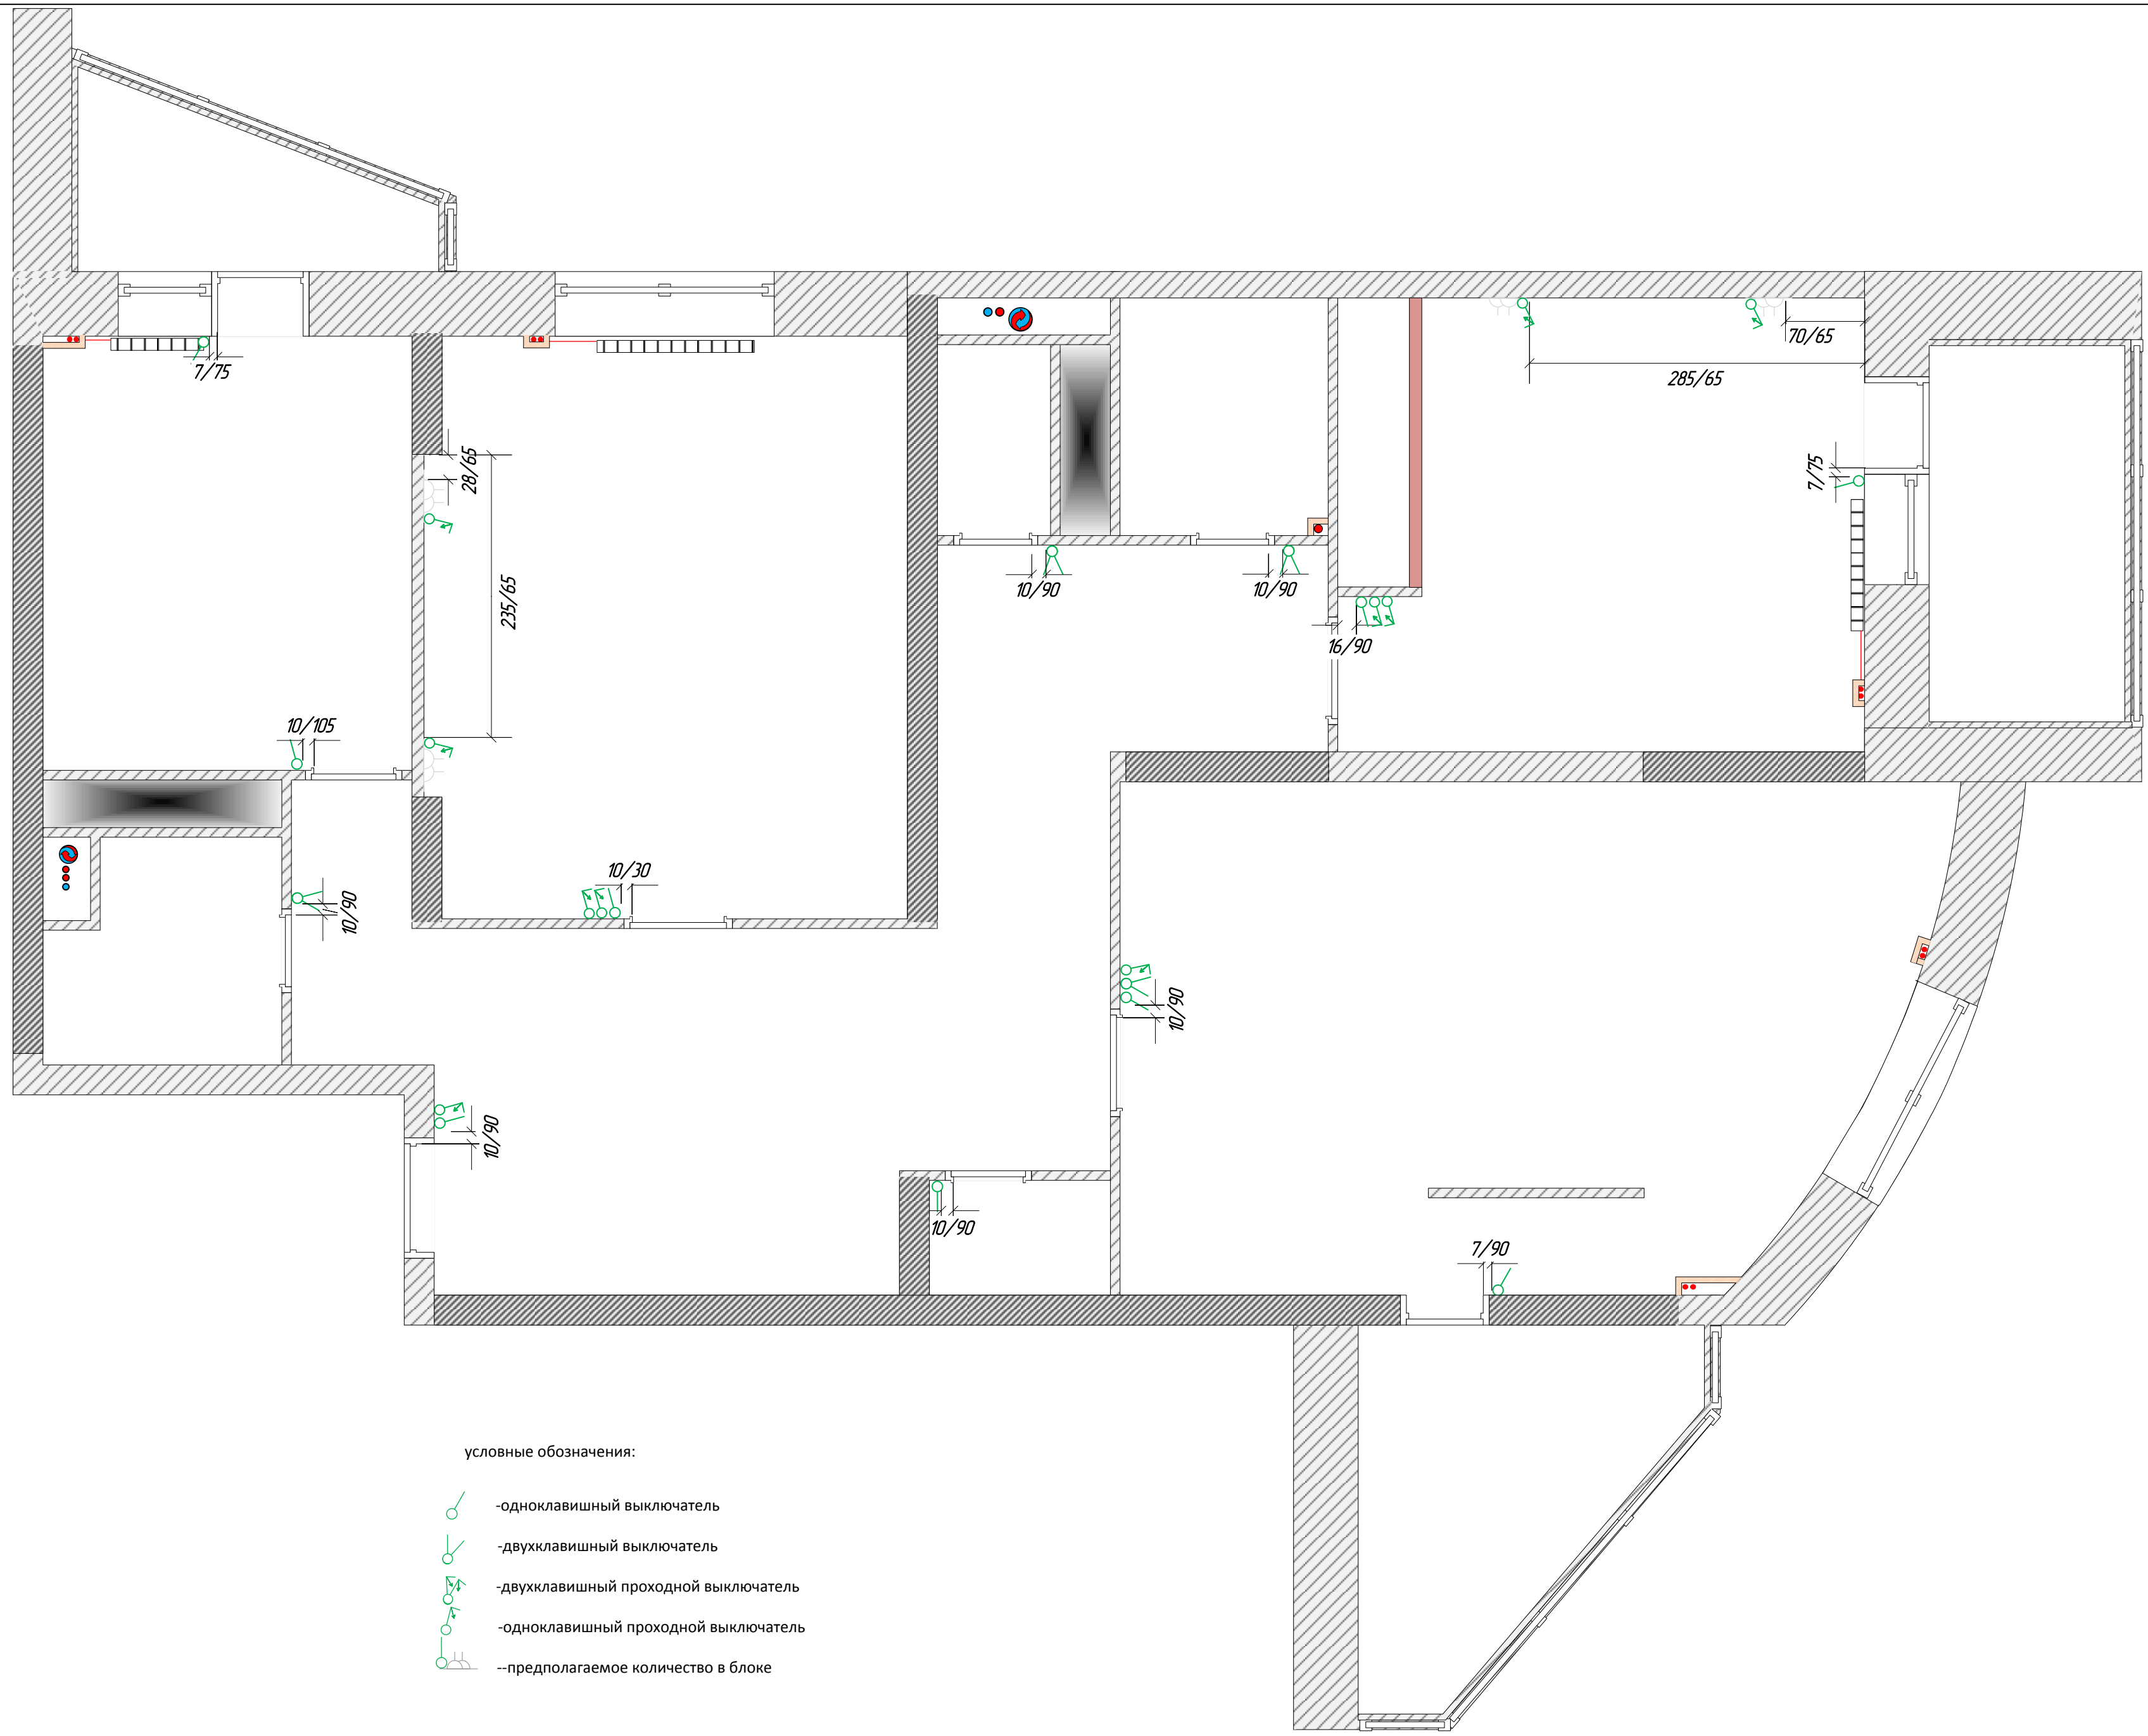 7/75
70/65
285/65
28/65
7/75
235/65
10/90
10/90
16/90
10/105
10/30
10/90
10/90
10/90
10/90
7/90
условные обозначения:
-одноклавишный выключатель
-двухклавишный выключатель
-двухклавишный проходной выключатель
-одноклавишный проходной выключатель
--предполагаемое количество в блоке